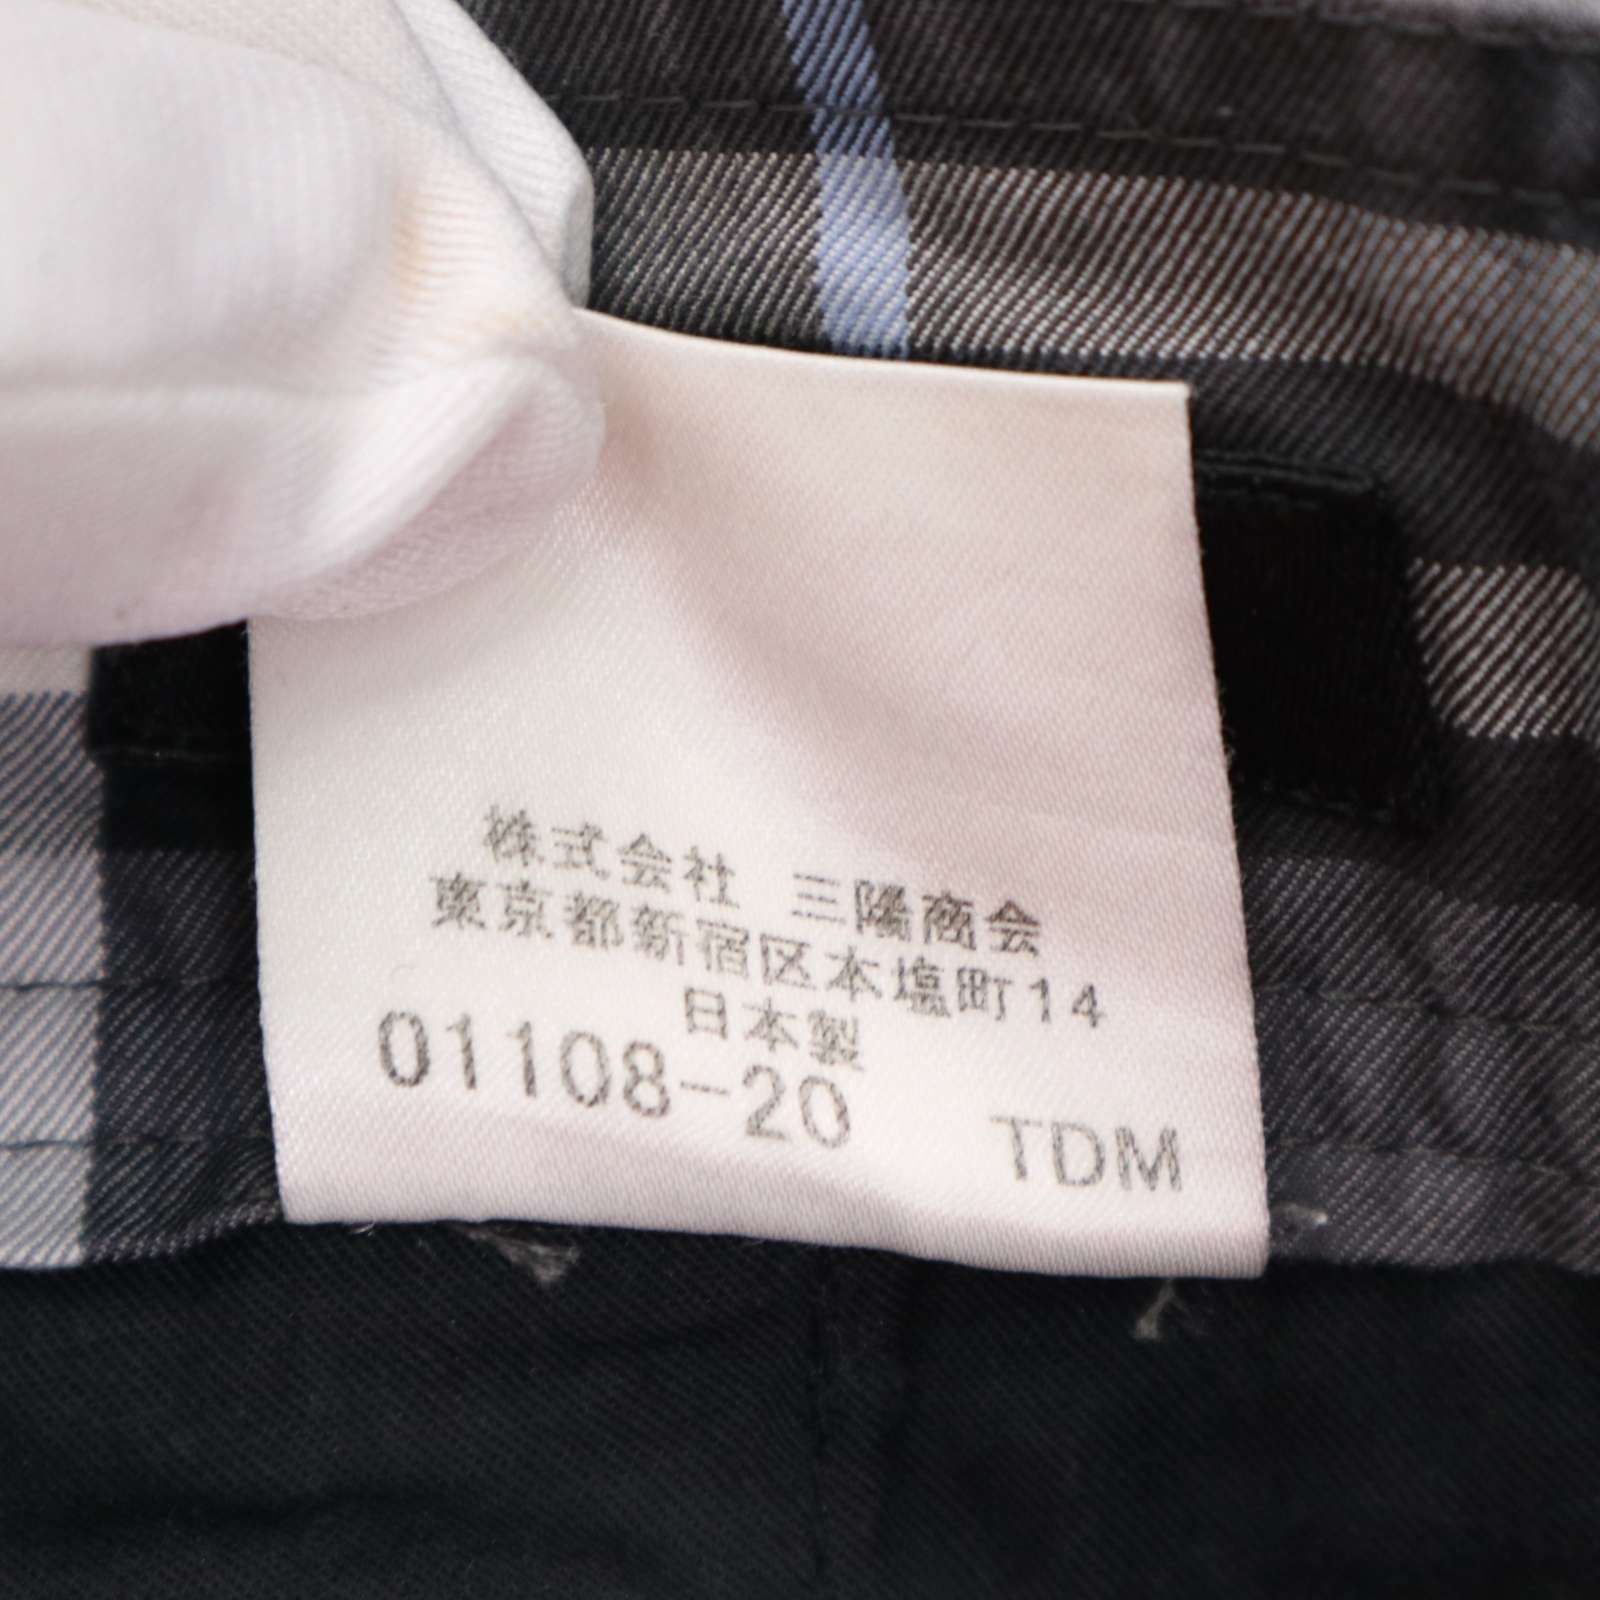 株式会社 三陽商会
東京都新宿区本塩町14
日本製
01108-20
TDM